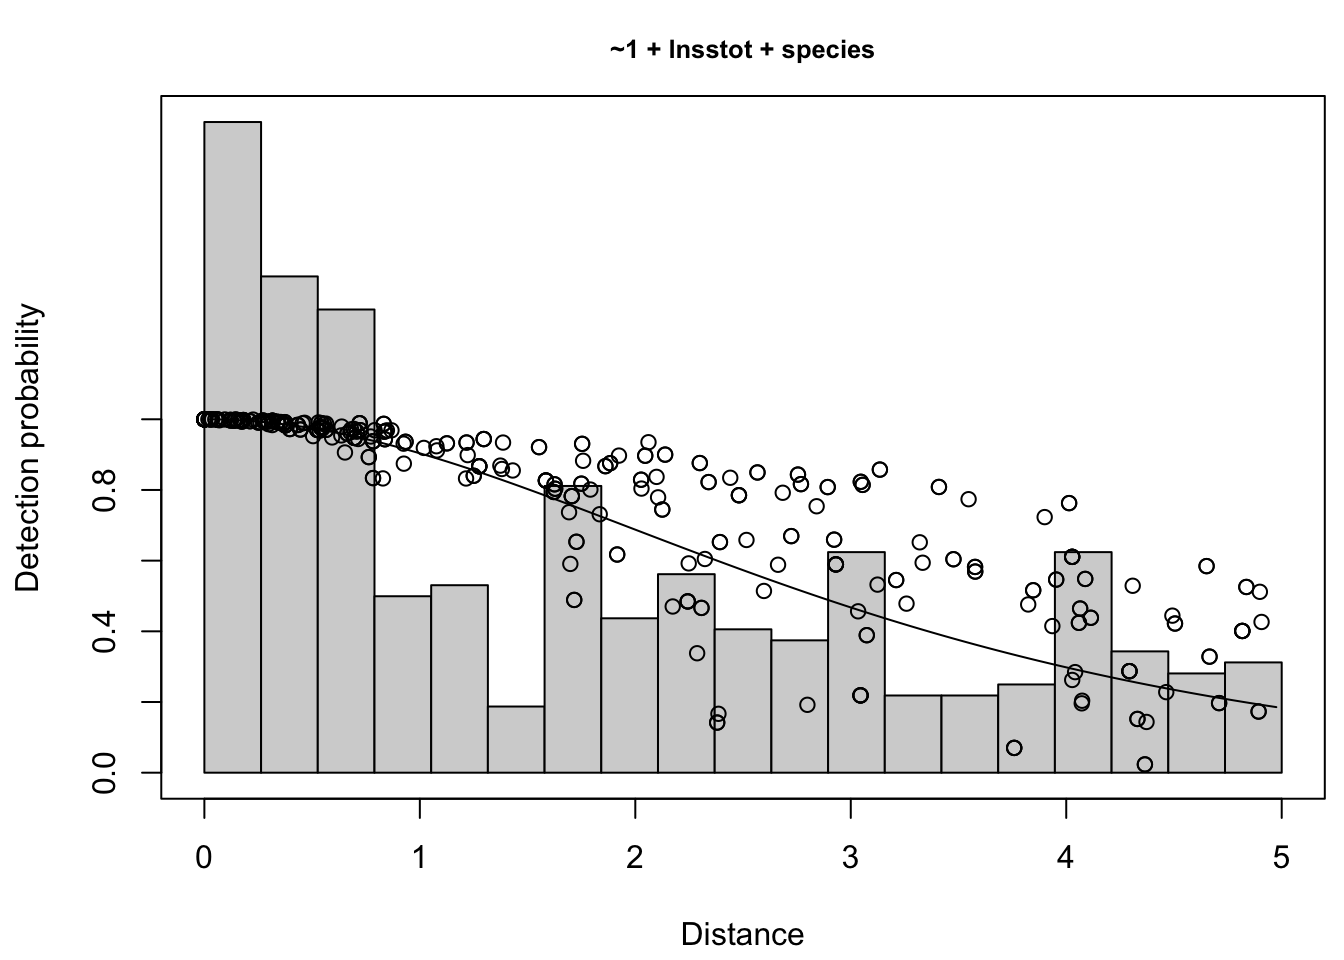 ~1 + lnsstot + species
Detection probability
0.8
0.4
0.0
0 1 2 3 4 5
Distance